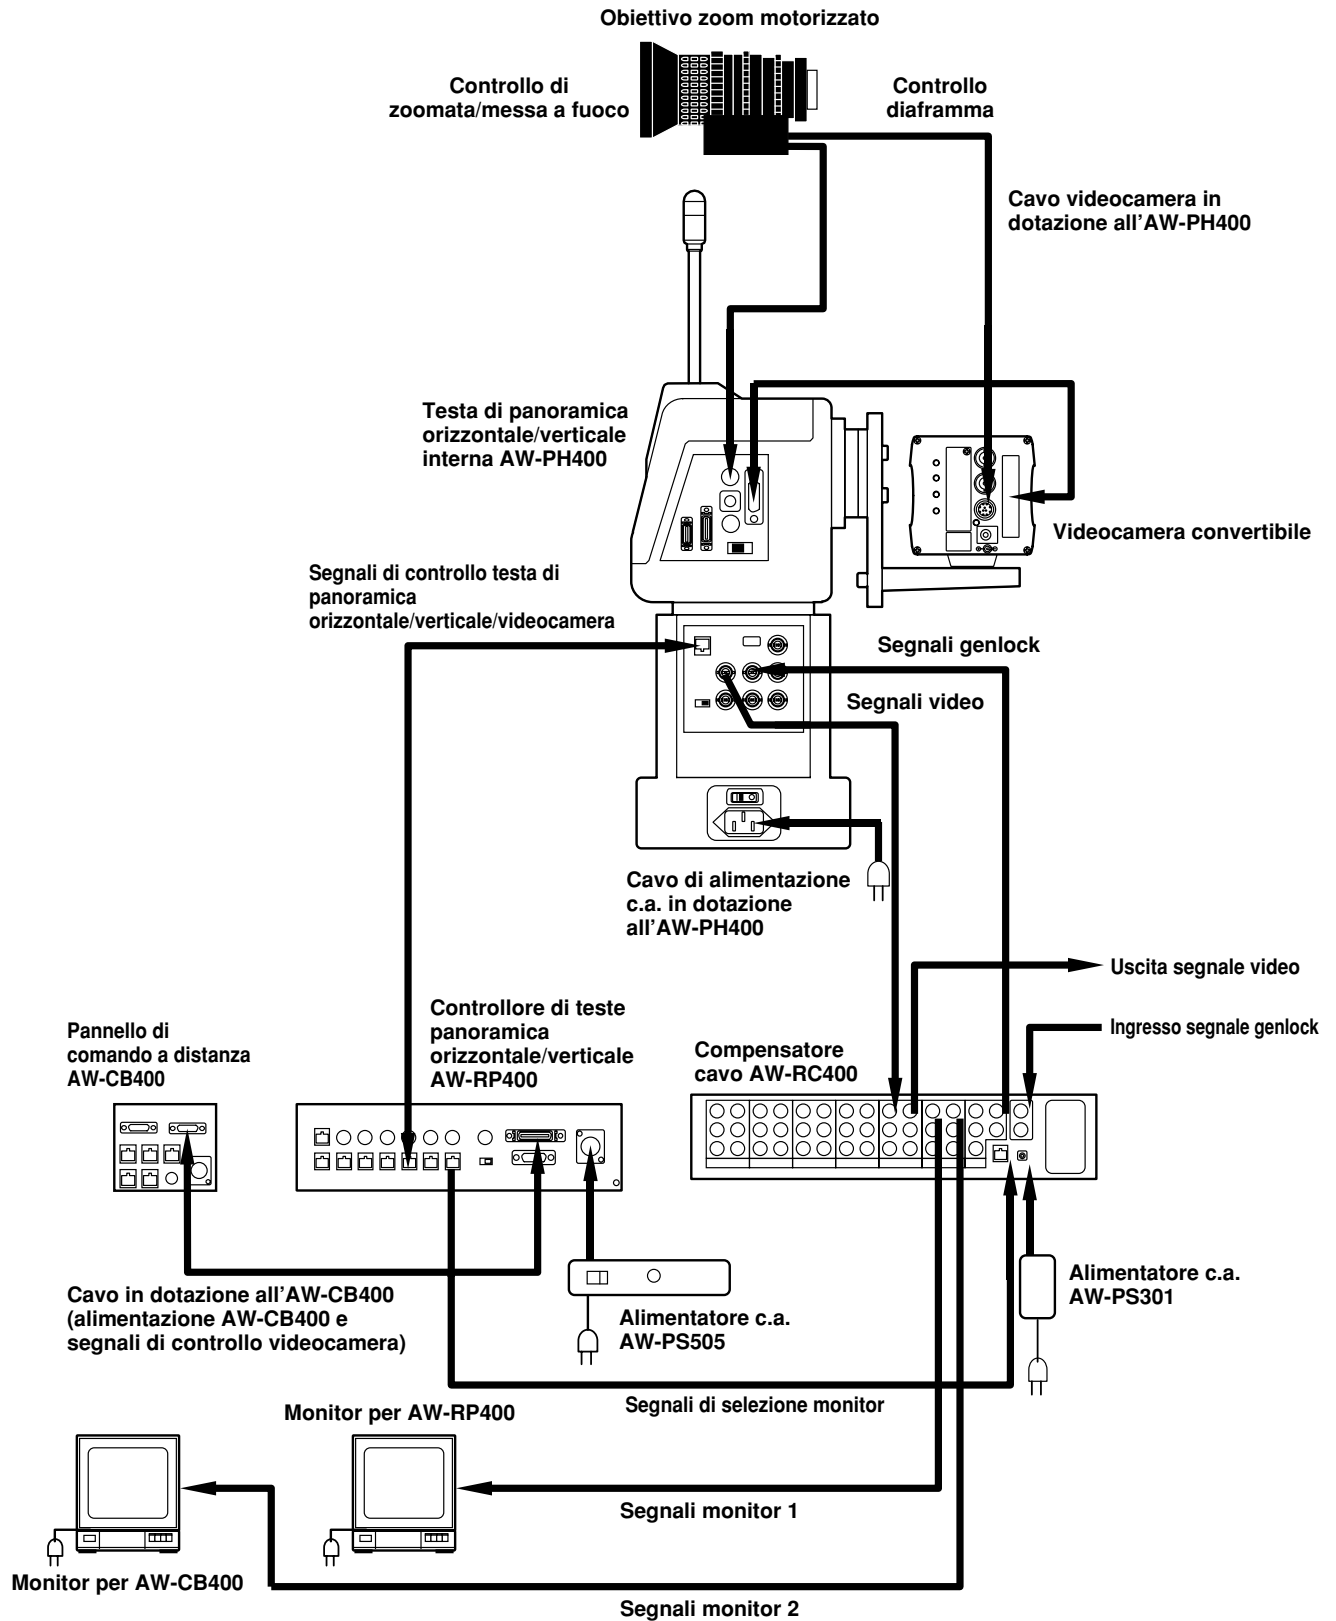 Obiettivo zoom motorizzato
Controllo di
zoomata/messa a fuoco
Controllo
diaframma
Cavo videocamera in
dotazione all'AW-PH400
Testa di panoramica
orizzontale/verticale
interna AW-PH400
Videocamera convertibile
Segnali di controllo testa di
panoramica
orizzontale/verticale/videocamera
Segnali genlock
Segnali video
Cavo di alimentazione
c.a. in dotazione
all'AW-PH400
Uscita segnale video
Ingresso segnale genlock
Pannello di
comando a distanza
AW-CB400
Controllore di teste
panoramica
orizzontale/verticale
AW-RP400
Compensatore
cavo AW-RC400
Cavo in dotazione all'AW-CB400
(alimentazione AW-CB400 e
segnali di controllo videocamera)
Alimentatore c.a.
AW-PS505
Alimentatore c.a.
AW-PS301
Segnali di selezione monitor
Monitor per AW-RP400
Segnali monitor 1
Monitor per AW-CB400
Segnali monitor 2